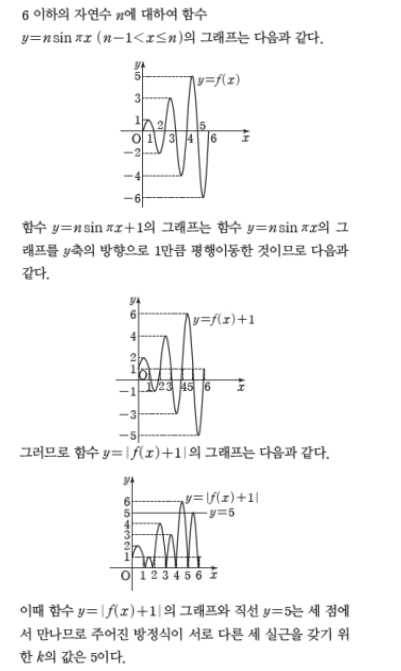 6 이하의 자연수 n에 대하여 함수
y=n sin πx (n−1<x≤n)의 그래프는 다음과 같다.
y
5
y=f(x)
3
1
2
5
O 1 3 4 6 x
−2
−4
−6
함수 y=n sin πx+1의 그래프는 함수 y=n sin πx의 그
래프를 y축의 방향으로 1만큼 평행이동한 것이므로 다음과
같다.
y
6
y=f(x)+1
4
2
1
O
1 2 3 4 5 6 x
−1
−3
−5
그러므로 함수 y=|f(x)+1|의 그래프는 다음과 같다.
y
6
y=|f(x)+1|
5
y=5
4
3
2
1
O 1 2 3 4 5 6 x
이때 함수 y=|f(x)+1|의 그래프와 직선 y=5는 세 점에
서 만나므로 주어진 방정식이 서로 다른 세 실근을 갖기 위
한 k의 값은 5이다.